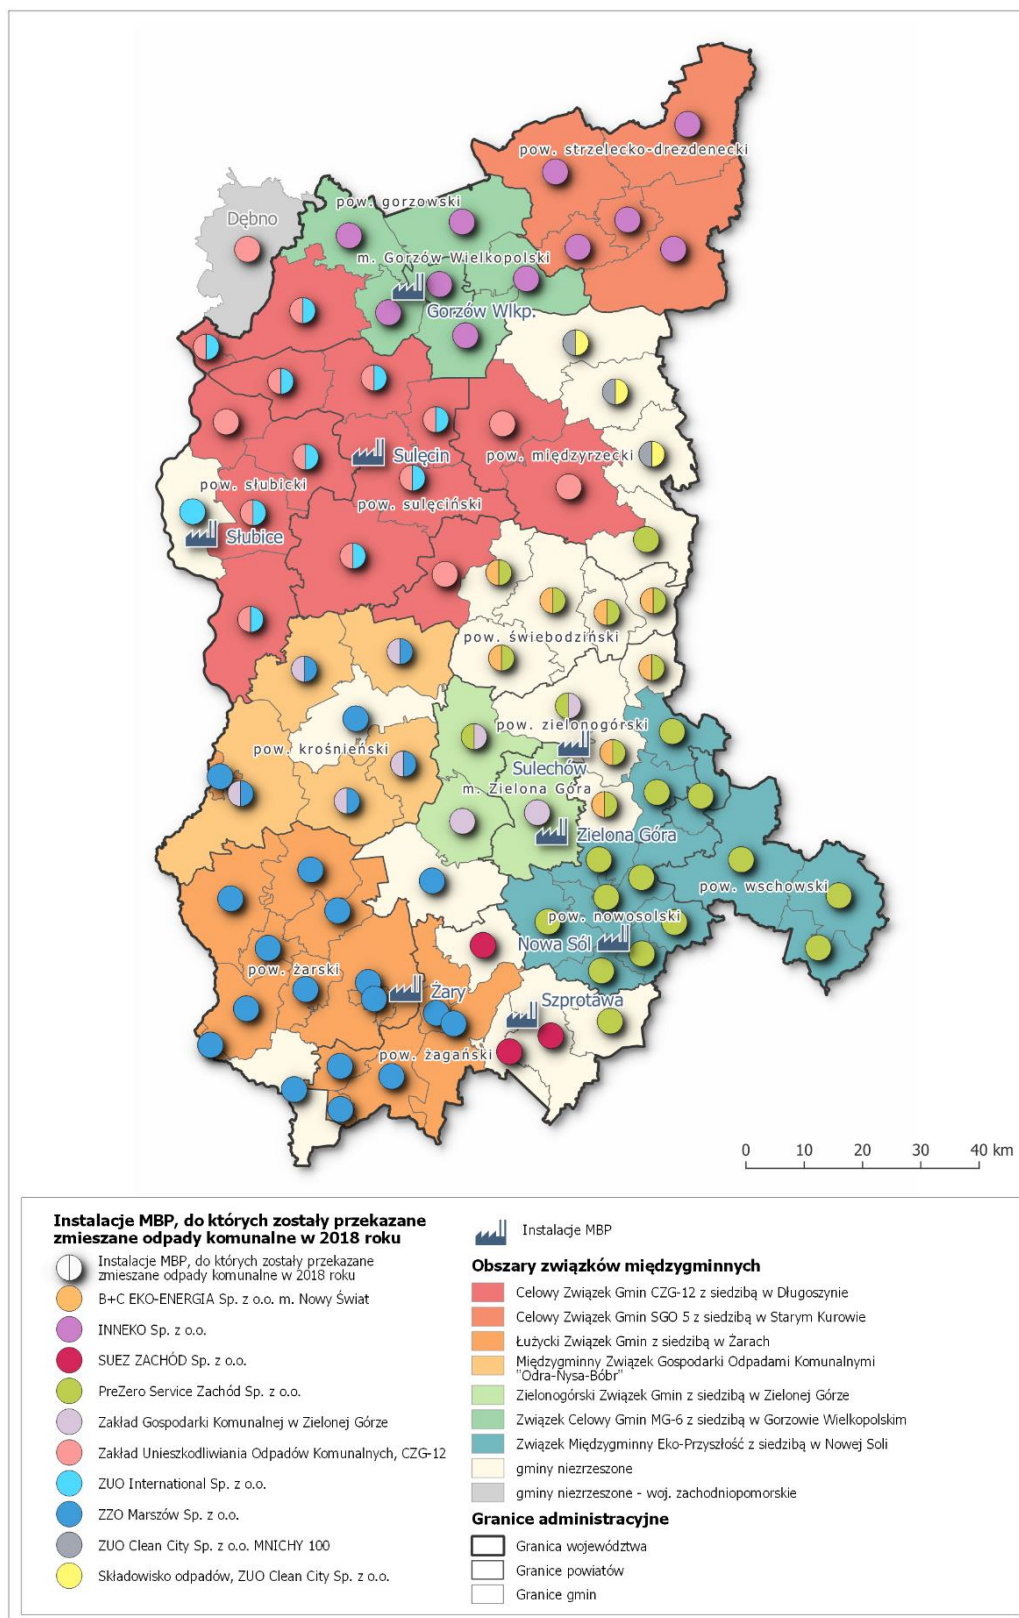 pow. strzelecko-drezdenecki
pow. gorzowski
Dębno
m. Gorzów Wielkopolski
Gorzów Wlkp.
Sulęcin
pow. międzyrzecki
pow. słubicki
pow. sulęciński
Słubice
pow. świebodziński
pow. zielonogórski
pow. krośnieński
Sulechów
m. Zielona Góra
Zielona Góra
pow. wschowski
pow. nowosolski
Nowa Sól
pow. żarski
Żary
Szprotawa
pow. żagański
0 10 20 30 40 km
Instalacje MBP, do których zostały przekazane
zmieszane odpady komunalne w 2018 roku
Instalacje MBP, do których zostały przekazane
zmieszane odpady komunalne w 2018 roku
B+C EKO-ENERGIA Sp. z o.o. m. Nowy Świat
INNEKO Sp. z o.o.
SUEZ ZACHÓD Sp. z o.o.
PreZero Service Zachód Sp. z o.o.
Zakład Gospodarki Komunalnej w Zielonej Górze
Zakład Unieszkodliwiania Odpadów Komunalnych, CZG-12
ZUO International Sp. z o.o.
ZZO Marszów Sp. z o.o.
ZUO Clean City Sp. z o.o. MNICHY 100
Składowisko odpadów, ZUO Clean City Sp. z o.o.
Instalacje MBP
Obszary związków międzygminnych
Celowy Związek Gmin CZG-12 z siedzibą w Długoszynie
Celowy Związek Gmin SGO 5 z siedzibą w Starym Kurowie
Łużycki Związek Gmin z siedzibą w Żarach
Międzygminny Związek Gospodarki Odpadami Komunalnymi
"Odra-Nysa-Bóbr"
Zielonogórski Związek Gmin z siedzibą w Zielonej Górze
Związek Celowy Gmin MG-6 z siedzibą w Gorzowie Wielkopolskim
Związek Międzygminny Eko-Przyszłość z siedzibą w Nowej Soli
gminy niezrzeszone
gminy niezrzeszone - woj. zachodniopomorskie
Granice administracyjne
Granica województwa
Granice powiatów
Granice gmin